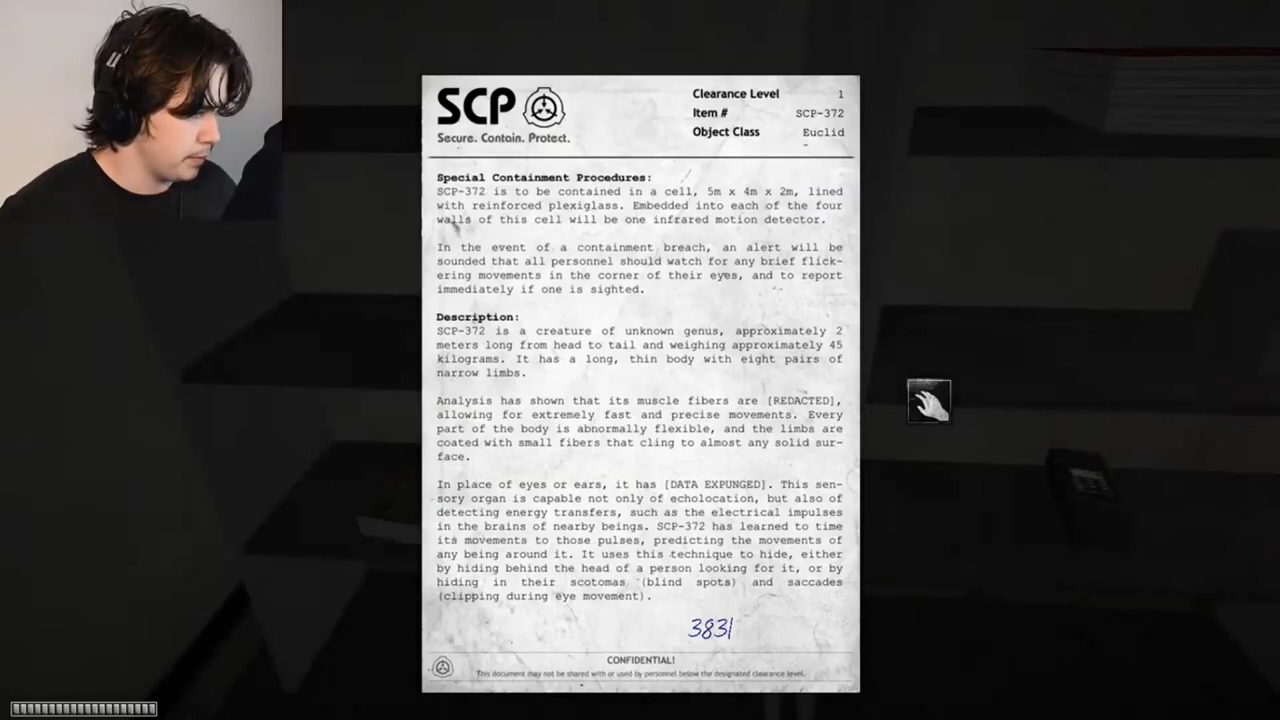 SCP
Secure. Contain. Protect.
Clearance Level 1
Item # SCP-372
Object Class Euclid
Special Containment Procedures:
SCP-372 is to be contained in a cell, 5m x 4m x 2m, lined
with reinforced plexiglass. Embedded into each of the four
walls of this cell will be one infrared motion detector.
In the event of a containment breach, an alert will be
sounded that all personnel should watch for any brief flick-
ering movements in the corner of their eyes, and to report
immediately if one is sighted.
Description:
SCP-372 is a creature of unknown genus, approximately 2
meters long from head to tail and weighing approximately 45
kilograms. It has a long, thin body with eight pairs of
narrow limbs.
Analysis has shown that its muscle fibers are [REDACTED],
allowing for extremely fast and precise movements. Every
part of the body is abnormally flexible, and the limbs are
coated with small fibers that cling to almost any solid sur-
face.
In place of eyes or ears, it has [DATA EXPUNGED]. This sen-
sory organ is capable not only of echolocation, but also of
detecting energy transfers, such as the electrical impulses
in the brains of nearby beings. SCP-372 has learned to time
its movements to those pulses, predicting the movements of
any being around it. It uses this technique to hide, either
by hiding behind the head of a person looking for it, or by
hiding in their scotomas (blind spots) and saccades
(clipping during eye movement).
3831
CONFIDENTIAL!
This document may not be shared with or used by personnel below the designated clearance level.